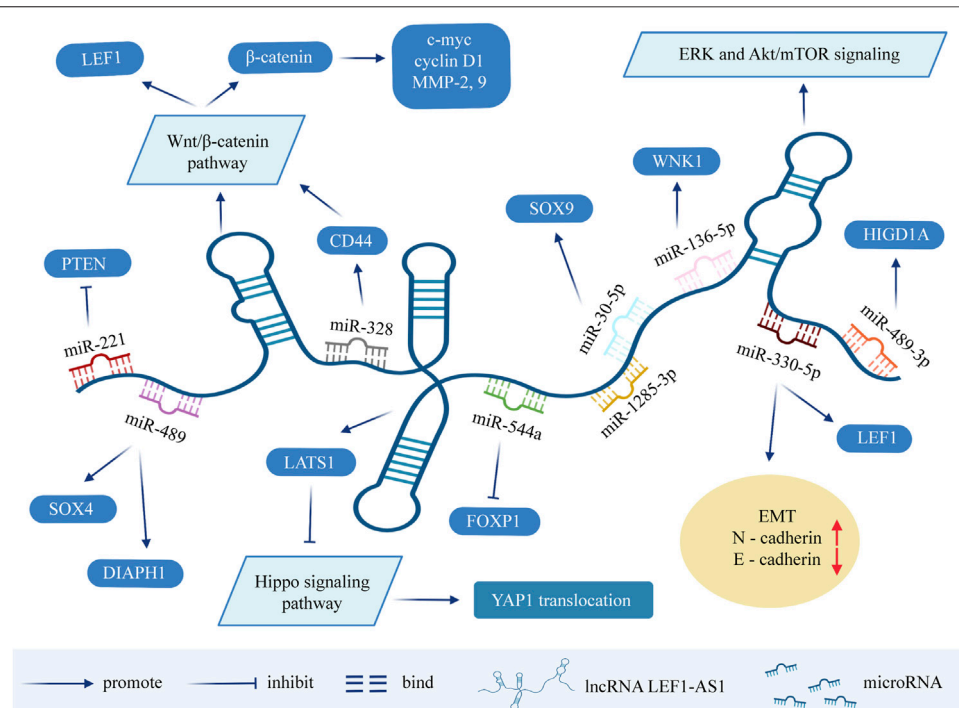 LEF1
β-catenin
c-myc
cyclin D1
MMP-2, 9
ERK and Akt/mTOR signaling
Wnt/β-catenin
pathway
WNK1
SOX9
CD44
HIGD1A
PTEN
miR-136-5p
miR-30-5p
miR-328
miR-221
miR-489-3p
miR-330-5p
miR-1285-3p
miR-489
miR-544a
LEF1
LATS1
SOX4
FOXP1
EMT
N - cadherin
E - cadherin
DIAPH1
Hippo signaling
pathway
YAP1 translocation
promote
inhibit
bind
lncRNA LEF1-AS1
microRNA